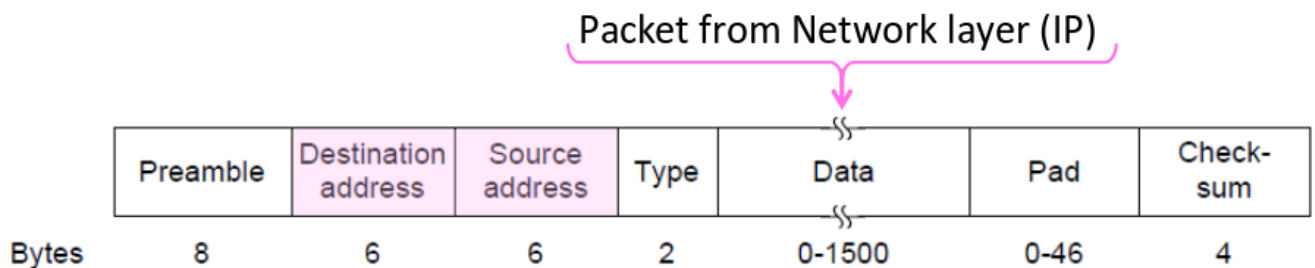 Packet from Network layer (IP)
Preamble Destination address Source address Type Data Pad Check-sum
Bytes 8 6 6 2 0-1500 0-46 4